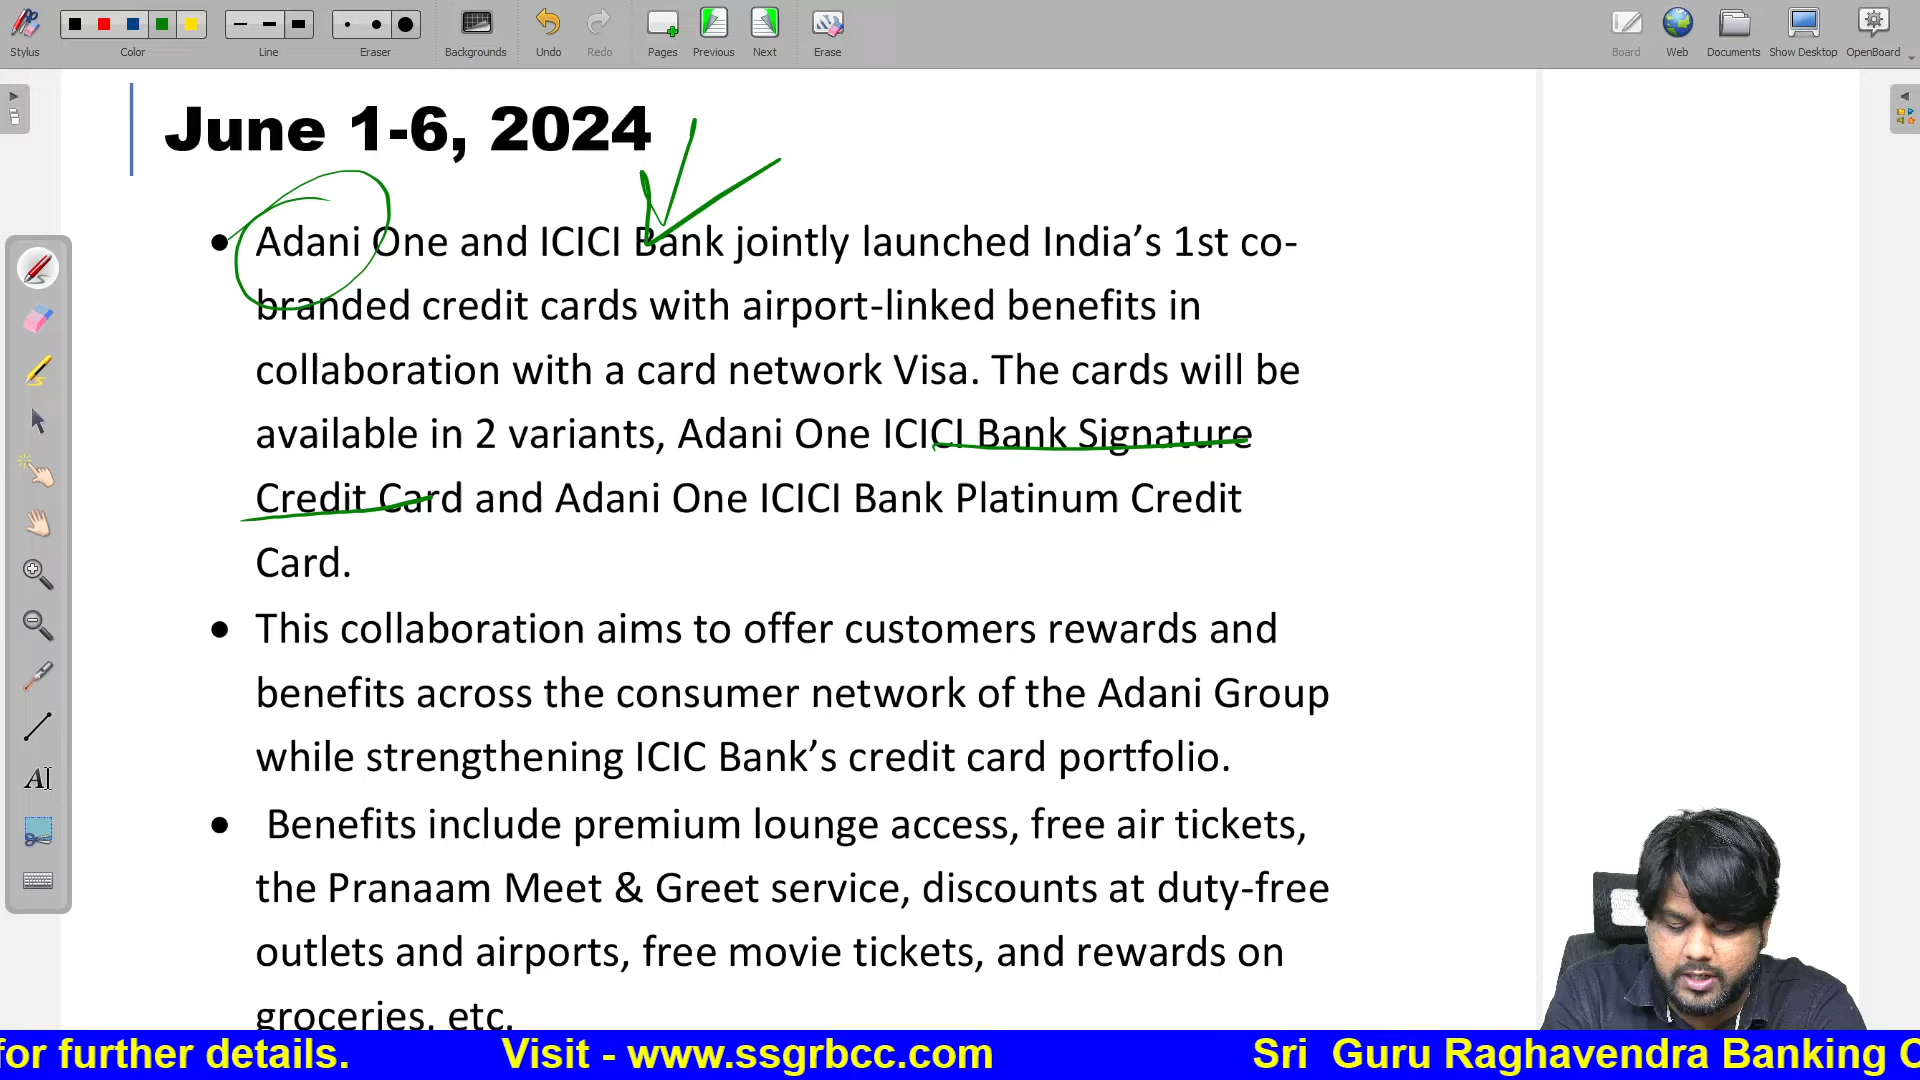 Stylus
Color
Line
Eraser
Backgrounds
Undo
Redo
Pages
Previous
Next
Erase
Board
Web
Documents
Show Desktop
OpenBoard
June 1-6, 2024
• Adani One and ICICI Bank jointly launched India’s 1st co-
branded credit cards with airport-linked benefits in
collaboration with a card network Visa. The cards will be
available in 2 variants, Adani One ICICI Bank Signature
Credit Card and Adani One ICICI Bank Platinum Credit
Card.
• This collaboration aims to offer customers rewards and
benefits across the consumer network of the Adani Group
while strengthening ICIC Bank’s credit card portfolio.
• Benefits include premium lounge access, free air tickets,
the Pranaam Meet & Greet service, discounts at duty-free
outlets and airports, free movie tickets, and rewards on
groceries, etc.
for further details. Visit - www.ssgrbcc.com Sri Guru Raghavendra Banking C